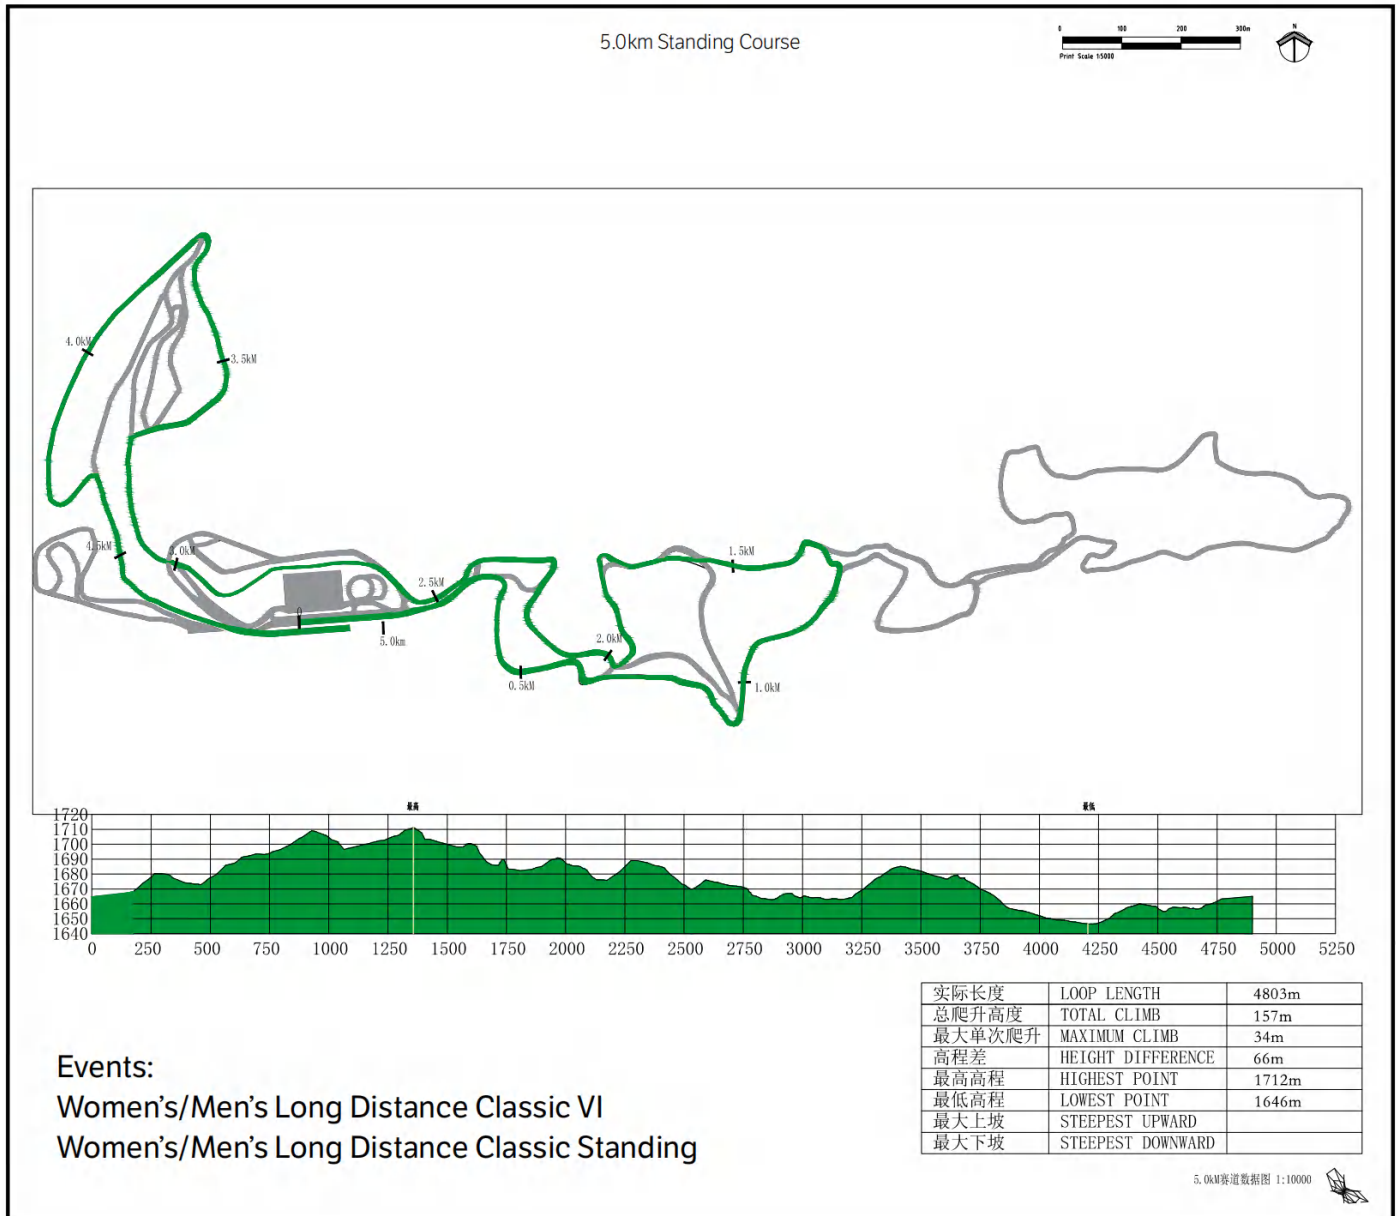 5.0km Standing Course
0 100 200 300m
Print Scale 1:5000
N
4.0kM
3.5kM
4.5kM
3.0kM
2.5kM
1.5kM
2.0kM
0
5.0km
0.5kM
1.0kM
最高
最低
1720
1710
1700
1690
1680
1670
1660
1650
1640
0 250 500 750 1000 1250 1500 1750 2000 2250 2500 2750 3000 3250 3500 3750 4000 4250 4500 4750 5000 5250
实际长度 LOOP LENGTH 4803m
总爬升高度 TOTAL CLIMB 157m
最大单次爬升 MAXIMUM CLIMB 34m
高程差 HEIGHT DIFFERENCE 66m
最高高程 HIGHEST POINT 1712m
最低高程 LOWEST POINT 1646m
最大上坡 STEEPEST UPWARD
最大下坡 STEEPEST DOWNWARD
Events:
Women's/Men's Long Distance Classic VI
Women's/Men's Long Distance Classic Standing
5.0kM赛道数据图 1:10000